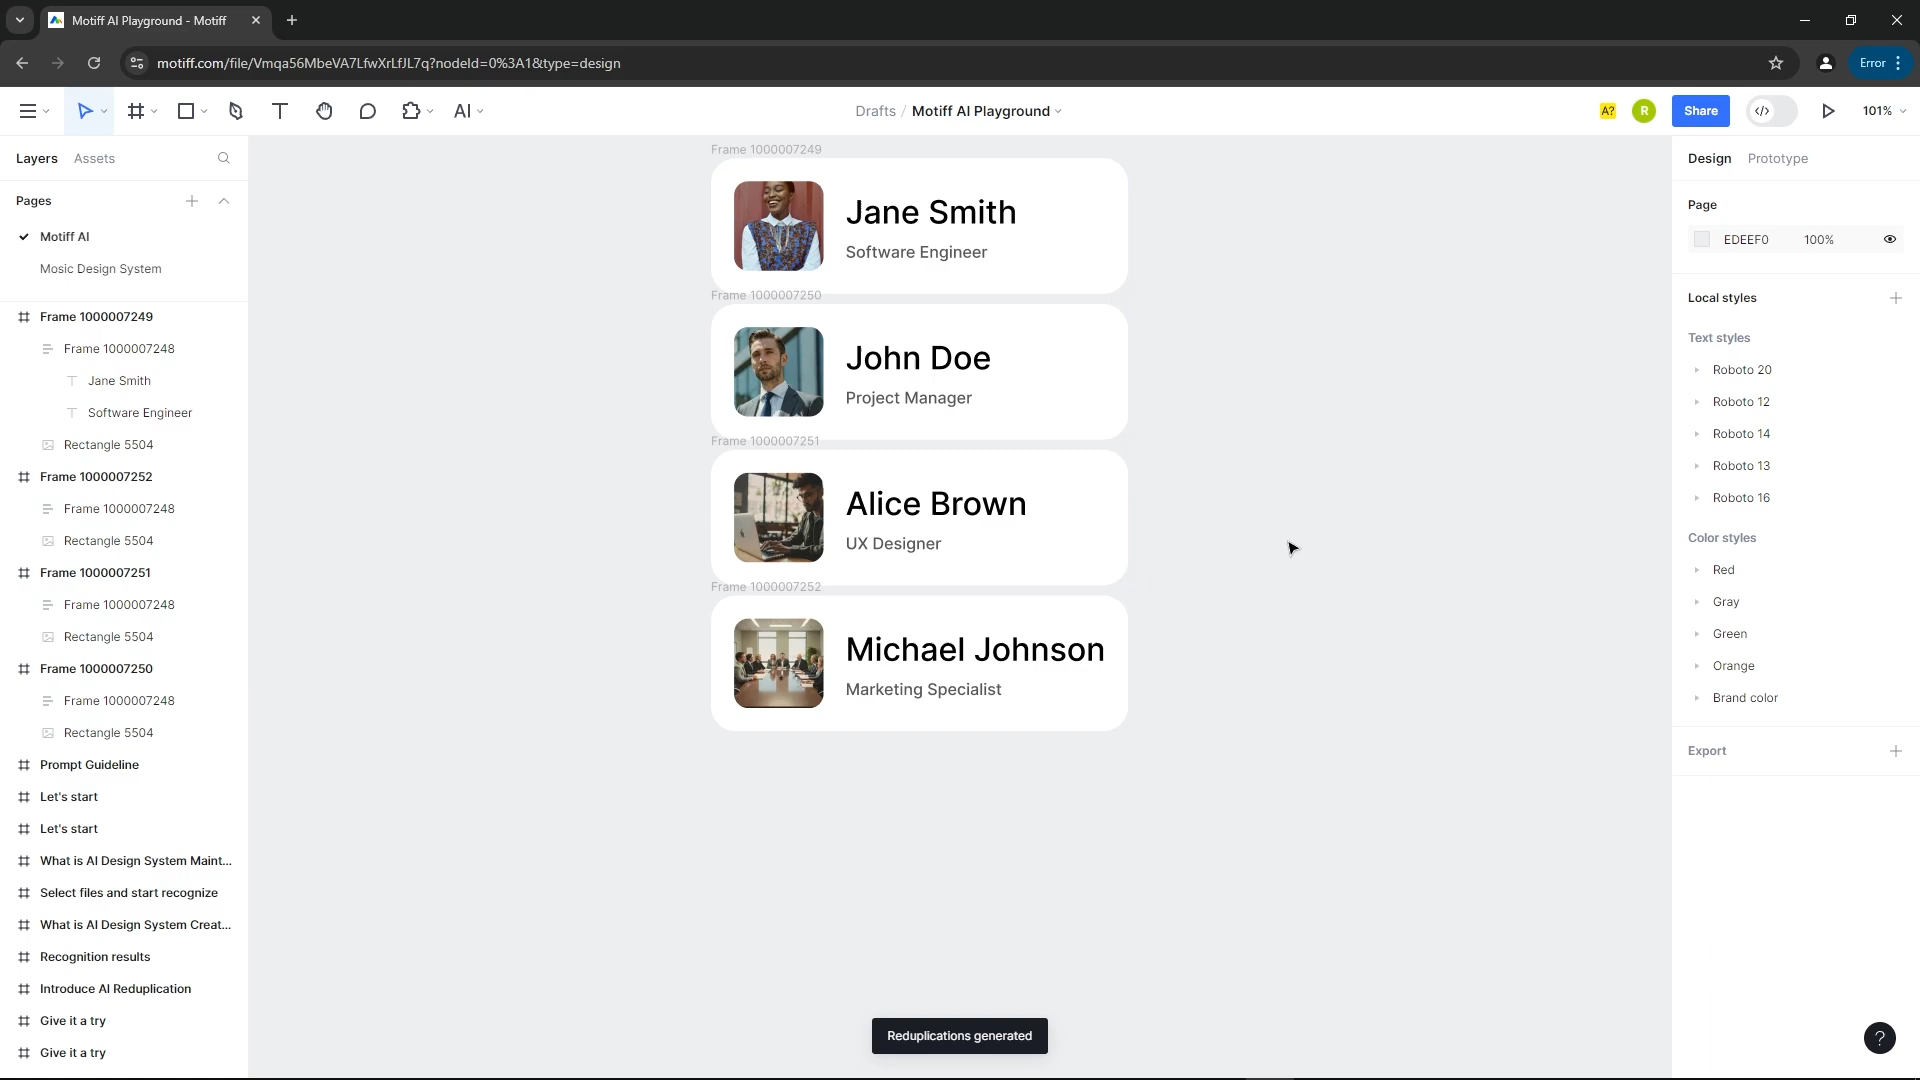 Motiff AI Playground - Motiff
motiff.com/file/Vmqa56MbeVA7LfwXrLfJL7q?nodeId=0%3A1&type=design
Error
AI
Drafts / Motiff AI Playground
A?
R
Share
101%
Layers
Assets
Pages
Motiff AI
Mosic Design System
Frame 1000007249
Frame 1000007248
Jane Smith
Software Engineer
Rectangle 5504
Frame 1000007252
Frame 1000007248
Rectangle 5504
Frame 1000007251
Frame 1000007248
Rectangle 5504
Frame 1000007250
Frame 1000007248
Rectangle 5504
Prompt Guideline
Let's start
Let's start
What is AI Design System Maint...
Select files and start recognize
What is AI Design System Creat...
Recognition results
Introduce AI Reduplication
Give it a try
Give it a try
Frame 1000007249
Jane Smith
Software Engineer
Frame 1000007250
John Doe
Project Manager
Frame 1000007251
Alice Brown
UX Designer
Frame 1000007252
Michael Johnson
Marketing Specialist
Reduplications generated
Design
Prototype
Page
EDEEF0 100%
Local styles
Text styles
Roboto 20
Roboto 12
Roboto 14
Roboto 13
Roboto 16
Color styles
Red
Gray
Green
Orange
Brand color
Export
?